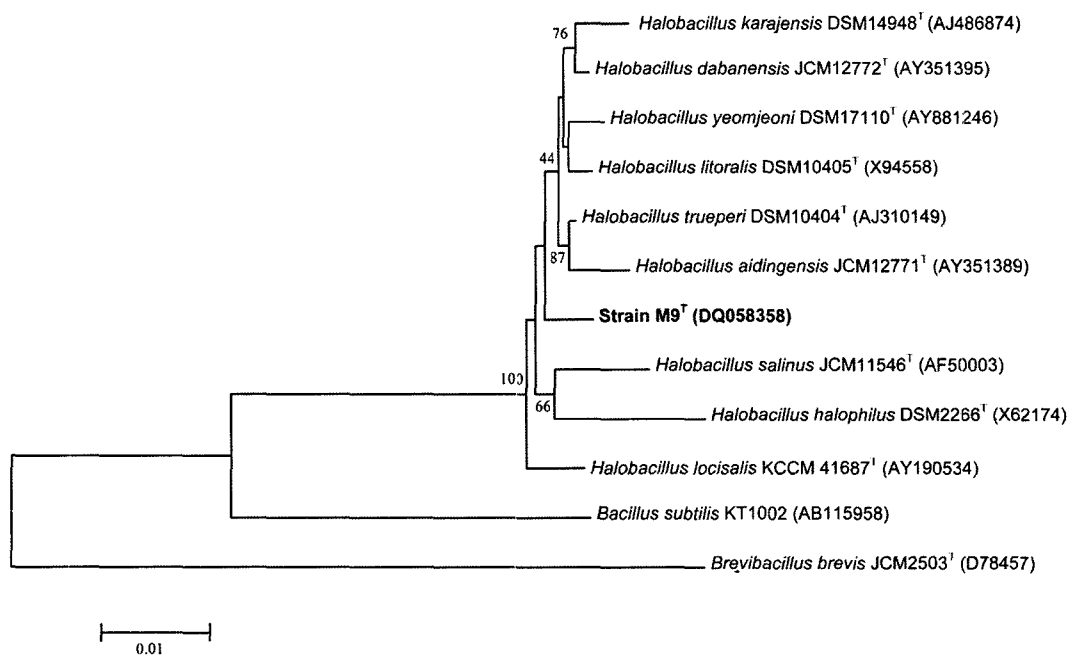 76
Halobacillus karajensis DSM14948ᵀ (AJ486874)
Halobacillus dabanensis JCM12772ᵀ (AY351395)
Halobacillus yeomjeoni DSM17110ᵀ (AY881246)
44
Halobacillus litoralis DSM10405ᵀ (X94558)
Halobacillus trueperi DSM10404ᵀ (AJ310149)
87
Halobacillus aidingensis JCM12771ᵀ (AY351389)
Strain M9ᵀ (DQ058358)
Halobacillus salinus JCM11546ᵀ (AF50003)
100
66
Halobacillus halophilus DSM2266ᵀ (X62174)
Halobacillus locisalis KCCM 41687ᵀ (AY190534)
Bacillus subtilis KT1002 (AB115958)
Brevibacillus brevis JCM2503ᵀ (D78457)
0.01